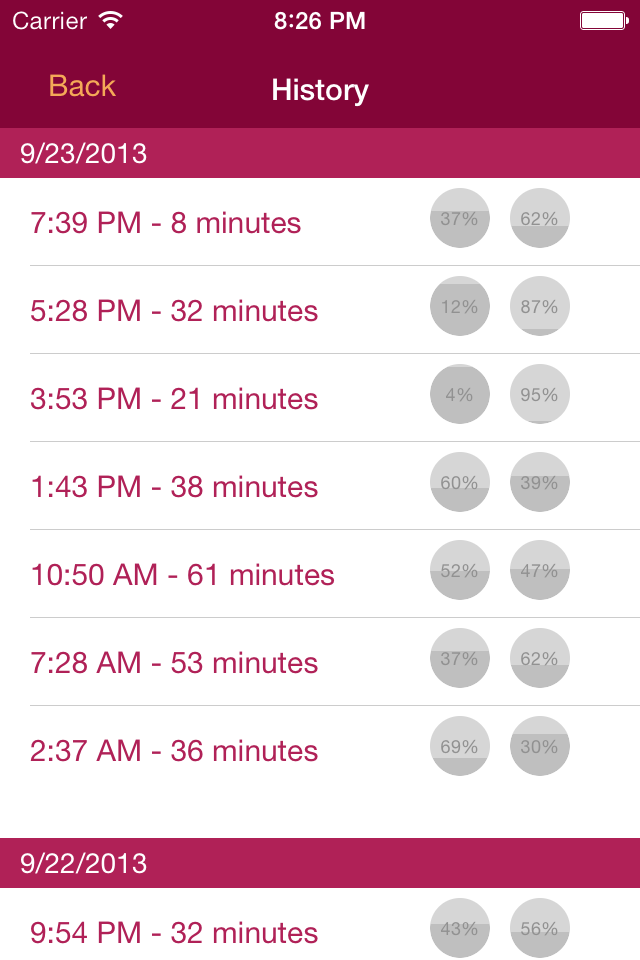 Carrier 8:26 PM
Back History
9/23/2013
7:39 PM - 8 minutes 37% 62%
5:28 PM - 32 minutes 12% 87%
3:53 PM - 21 minutes 4% 95%
1:43 PM - 38 minutes 60% 39%
10:50 AM - 61 minutes 52% 47%
7:28 AM - 53 minutes 37% 62%
2:37 AM - 36 minutes 69% 30%
9/22/2013
9:54 PM - 32 minutes 43% 56%